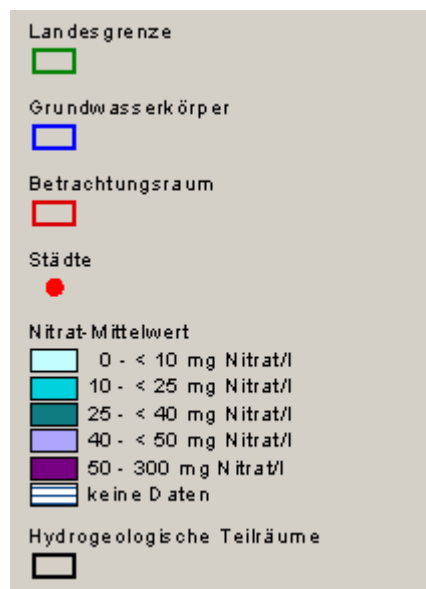 Landesgrenze
Grundwasserkörper
Betrachtungsraum
Städte
Nitrat-Mittelwert
0 - < 10 mg Nitrat/l
10 - < 25 mg Nitrat/l
25 - < 40 mg Nitrat/l
40 - < 50 mg Nitrat/l
50 - 300 mg Nitrat/l
keine Daten
Hydrogeologische Teilräume